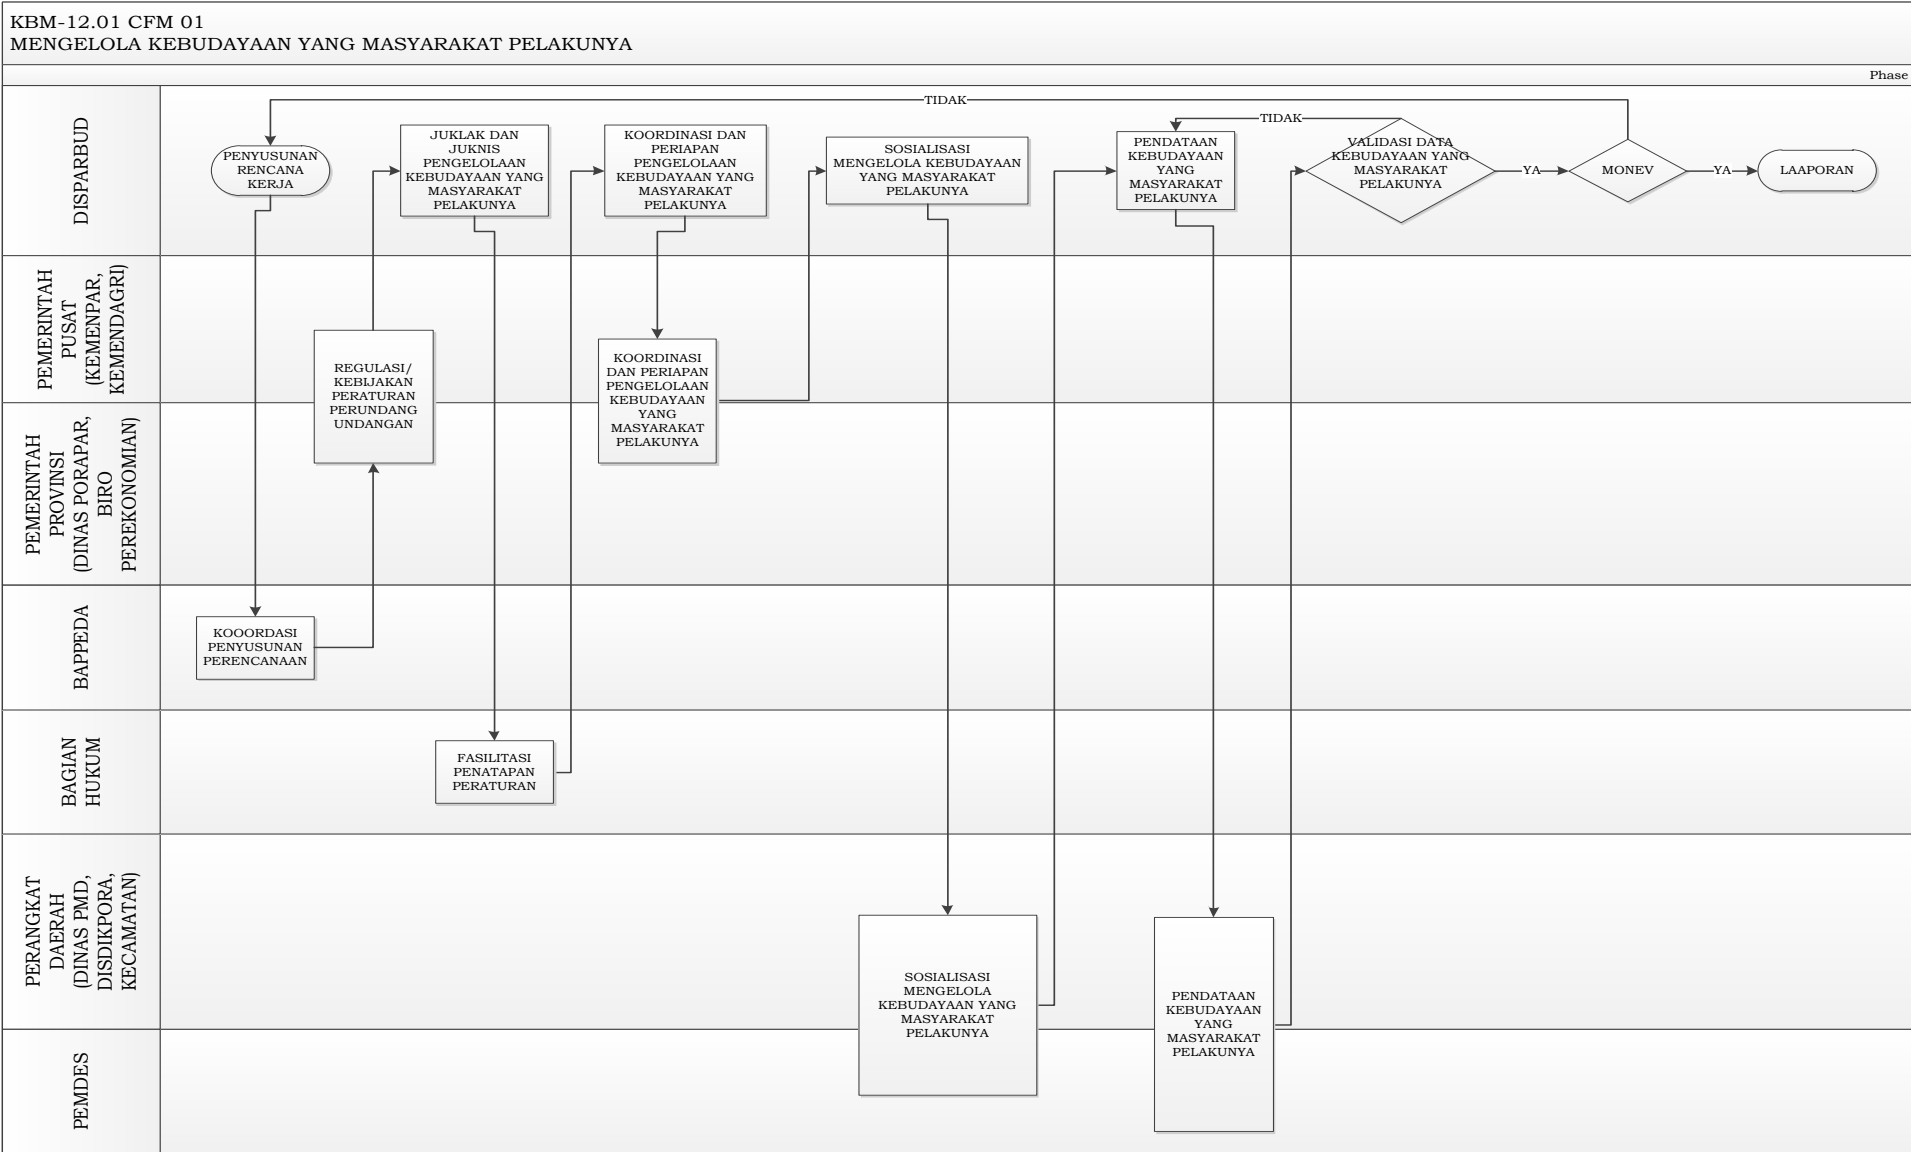 KBM-12.01 CFM 01
MENGELOLA KEBUDAYAAN YANG MASYARAKAT PELAKUNYA
Phase
DISPARBUD
TIDAK
PENYUSUNAN
RENCANA
KERJA
JUKLAK DAN
JUKNIS
PENGELOLAAN
KEBUDAYAAN YANG
MASYARAKAT
PELAKUNYA
KOORDINASI DAN
PERIAPAN
PENGELOLAAN
KEBUDAYAAN YANG
MASYARAKAT
PELAKUNYA
SOSIALISASI
MENGELOLA KEBUDAYAAN
YANG MASYARAKAT
PELAKUNYA
PENDATAAN
KEBUDAYAAN
YANG
MASYARAKAT
PELAKUNYA
TIDAK
VALIDASI DATA
KEBUDAYAAN YANG
MASYARAKAT
PELAKUNYA
YA
MONEV
YA
LAAPORAN
PEMERINTAH
PUSAT
(KEMENPAR,
KEMENDAGRI)
REGULASI/
KEBIJAKAN
PERATURAN
PERUNDANG
UNDANGAN
KOORDINASI
DAN PERIAPAN
PENGELOLAAN
KEBUDAYAAN
YANG
MASYARAKAT
PELAKUNYA
PEMERINTAH
PROVINSI
(DINAS PORAPAR,
BIRO
PEREKONOMIAN)
BAPPEDA
KOOORDASI
PENYUSUNAN
PERENCANAAN
BAGIAN
HUKUM
FASILITASI
PENATAPAN
PERATURAN
PERANGKAT
DAERAH
(DINAS PMD,
DISDIKPORA,
KECAMATAN)
SOSIALISASI
MENGELOLA
KEBUDAYAAN YANG
MASYARAKAT
PELAKUNYA
PENDATAAN
KEBUDAYAAN
YANG
MASYARAKAT
PELAKUNYA
PEMDES